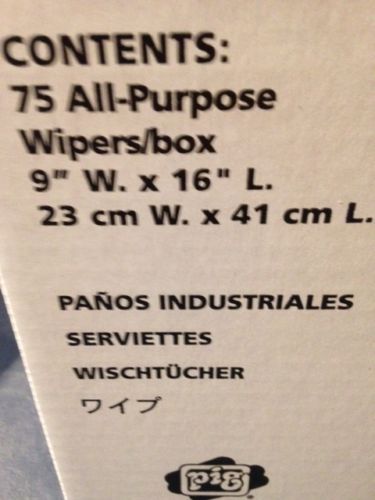 CONTENTS:
75 All-Purpose
Wipers/box
9" W. x 16" L.
23 cm W. x 41 cm L.
PAÑOS INDUSTRIALES
SERVIETTES
WISCHTÜCHER
ワイプ
pig